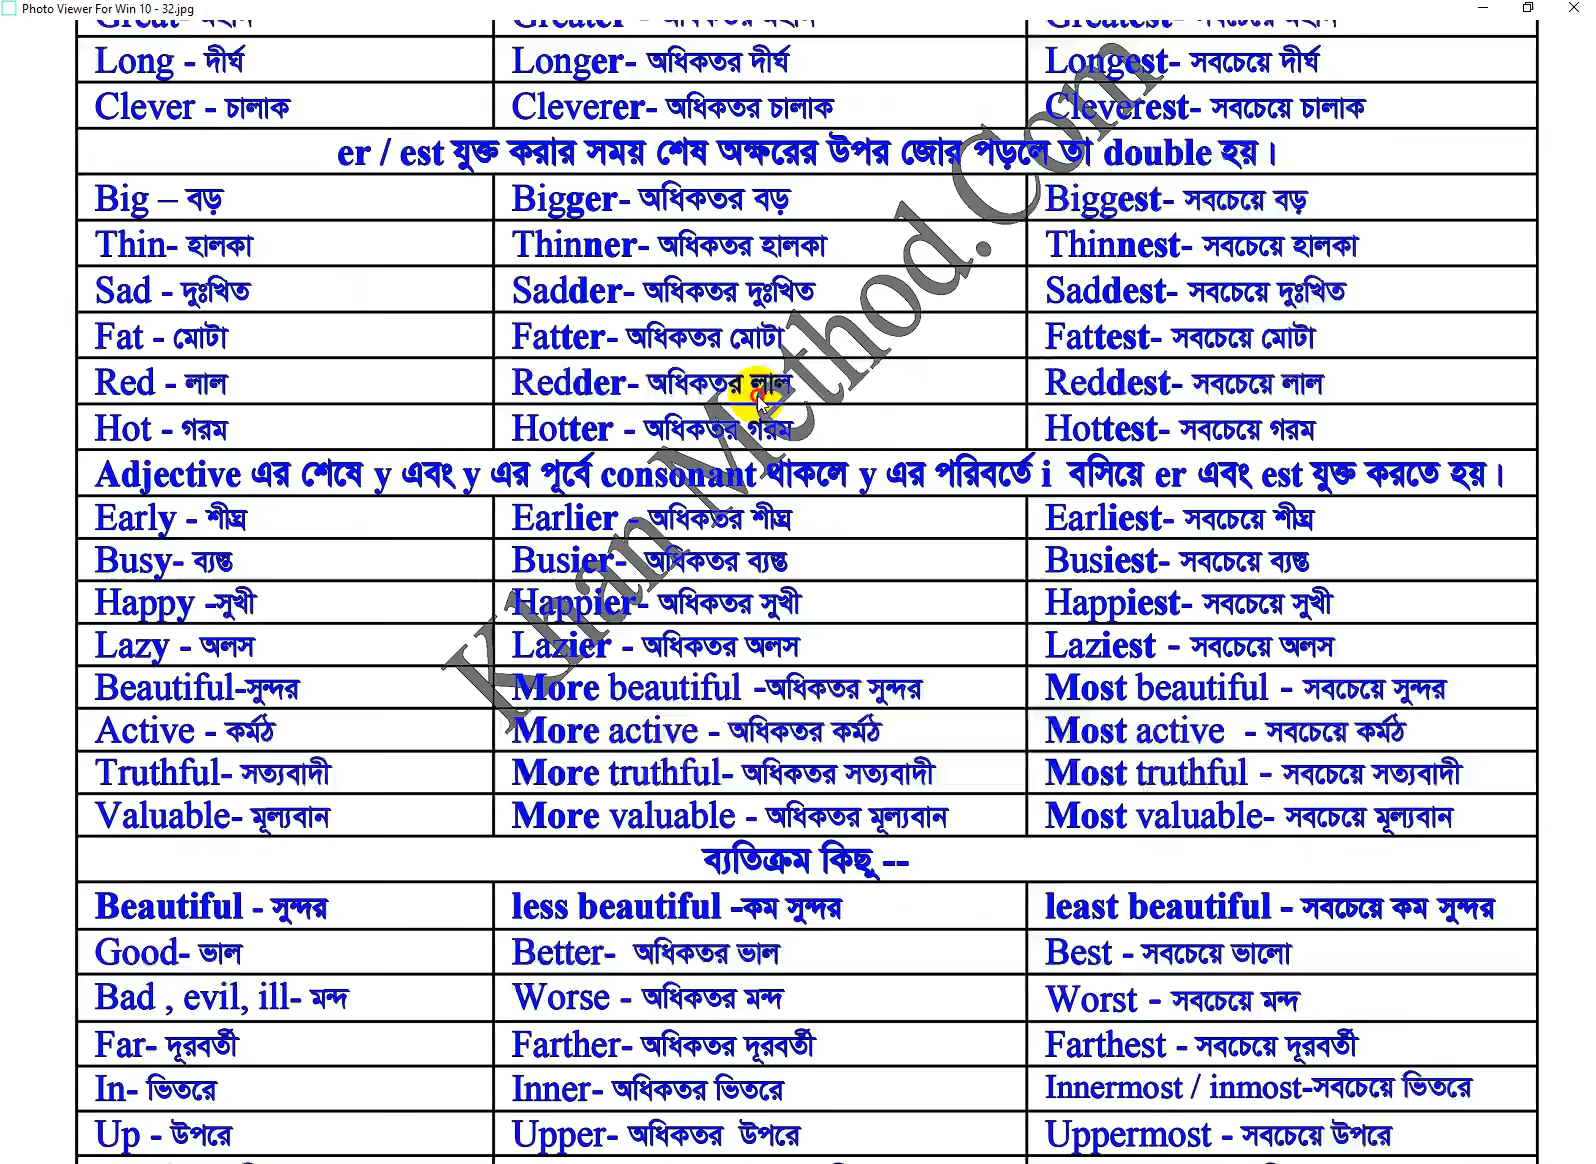 Photo Viewer For Win 10 - 32.jpg
Great- মহান Greater - অধিকতর মহান Greatest- সবচেয়ে মহান
Long - দীর্ঘ Longer- অধিকতর দীর্ঘ Longest- সবচেয়ে দীর্ঘ
Clever - চালাক Cleverer- অধিকতর চালাক Cleverest- সবচেয়ে চালাক
er / est যুক্ত করার সময় শেষ অক্ষরের উপর জোর পড়লে তা double হয়।
Big – বড় Bigger- অধিকতর বড় Biggest- সবচেয়ে বড়
Thin- হালকা Thinner- অধিকতর হালকা Thinnest- সবচেয়ে হালকা
Sad - দুঃখিত Sadder- অধিকতর দুঃখিত Saddest- সবচেয়ে দুঃখিত
Fat - মোটা Fatter- অধিকতর মোটা Fattest- সবচেয়ে মোটা
Red - লাল Redder- অধিকতর লাল Reddest- সবচেয়ে লাল
Hot - গরম Hotter - অধিকতর গরম Hottest- সবচেয়ে গরম
Adjective এর শেষে y এবং y এর পূর্বে consonant থাকলে y এর পরিবর্তে i বসিয়ে er এবং est যুক্ত করতে হয়।
Early - শীঘ্র Earlier - অধিকতর শীঘ্র Earliest- সবচেয়ে শীঘ্র
Busy- ব্যস্ত Busier- অধিকতর ব্যস্ত Busiest- সবচেয়ে ব্যস্ত
Happy -সুখী Happier- অধিকতর সুখী Happiest- সবচেয়ে সুখী
Lazy - অলস Lazier - অধিকতর অলস Laziest - সবচেয়ে অলস
Beautiful-সুন্দর More beautiful -অধিকতর সুন্দর Most beautiful - সবচেয়ে সুন্দর
Active - কর্মঠ More active - অধিকতর কর্মঠ Most active - সবচেয়ে কর্মঠ
Truthful- সত্যবাদী More truthful- অধিকতর সত্যবাদী Most truthful - সবচেয়ে সত্যবাদী
Valuable- মূল্যবান More valuable - অধিকতর মূল্যবান Most valuable- সবচেয়ে মূল্যবান
ব্যতিক্রম কিছু --
Beautiful - সুন্দর less beautiful -কম সুন্দর least beautiful - সবচেয়ে কম সুন্দর
Good- ভাল Better- অধিকতর ভাল Best - সবচেয়ে ভালো
Bad , evil, ill- মন্দ Worse - অধিকতর মন্দ Worst - সবচেয়ে মন্দ
Far- দূরবর্তী Farther- অধিকতর দূরবর্তী Farthest - সবচেয়ে দূরবর্তী
In- ভিতরে Inner- অধিকতর ভিতরে Innermost / inmost-সবচেয়ে ভিতরে
Up - উপরে Upper- অধিকতর উপরে Uppermost - সবচেয়ে উপরে
Khan Method.Com